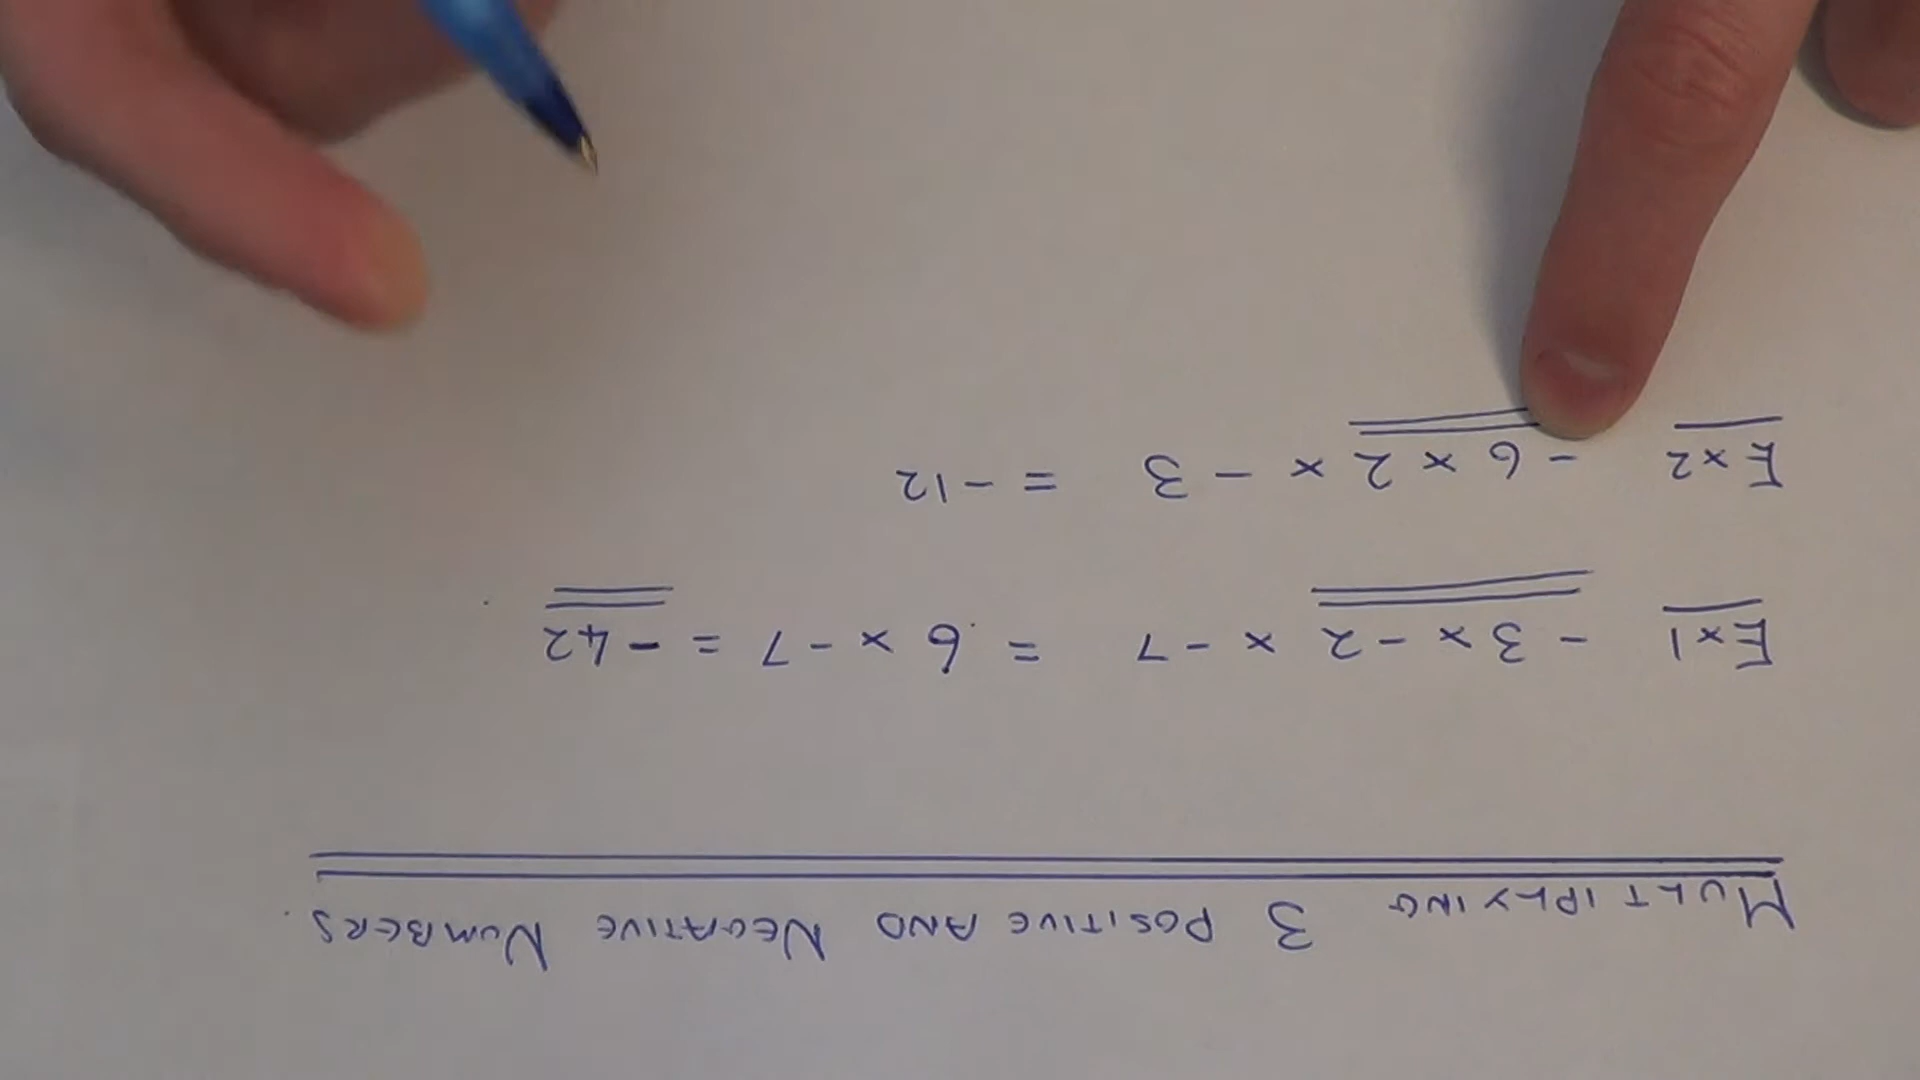 MULTIPLYING 3 POSITIVE AND NEGATIVE NUMBERS.
Ex1 - 3 x - 2 x - 7 = 6 x - 7 = - 42
Ex2 - 6 x 2 x - 3 = - 12